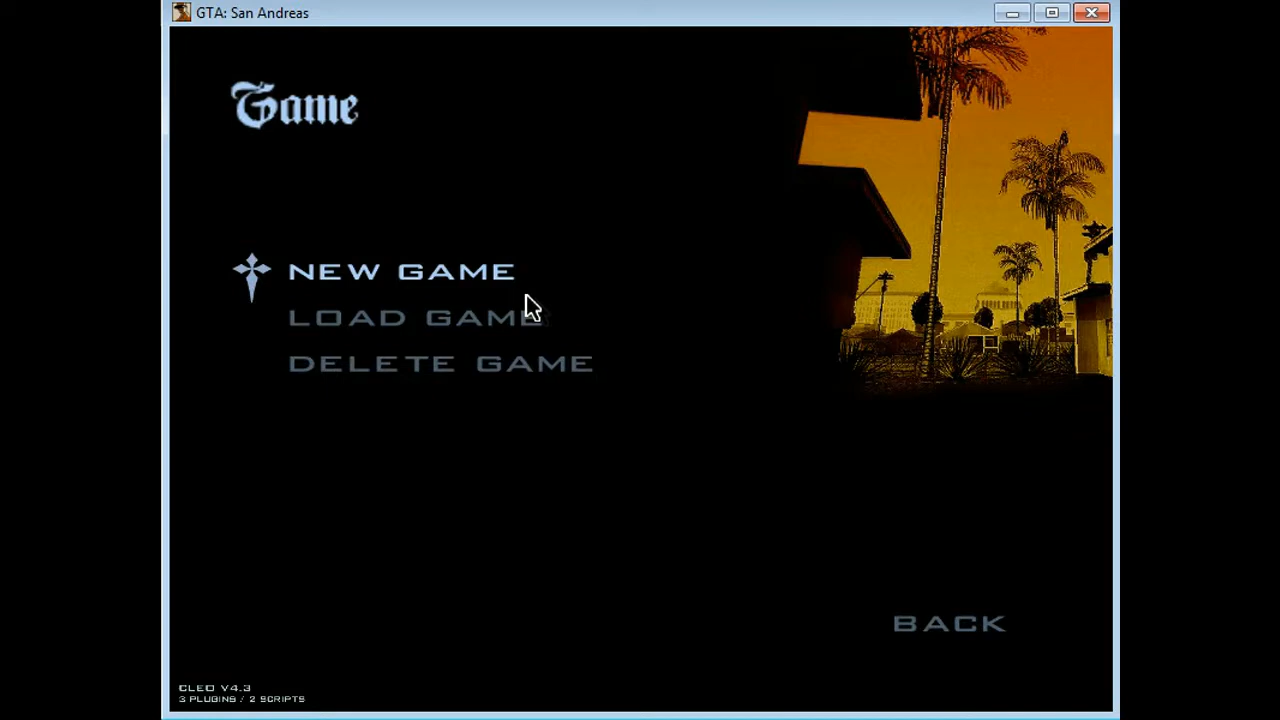 GTA: San Andreas
Game
NEW GAME
LOAD GAME
DELETE GAME
BACK
CLEO V4.3
3 PLUGINS / 2 SCRIPTS